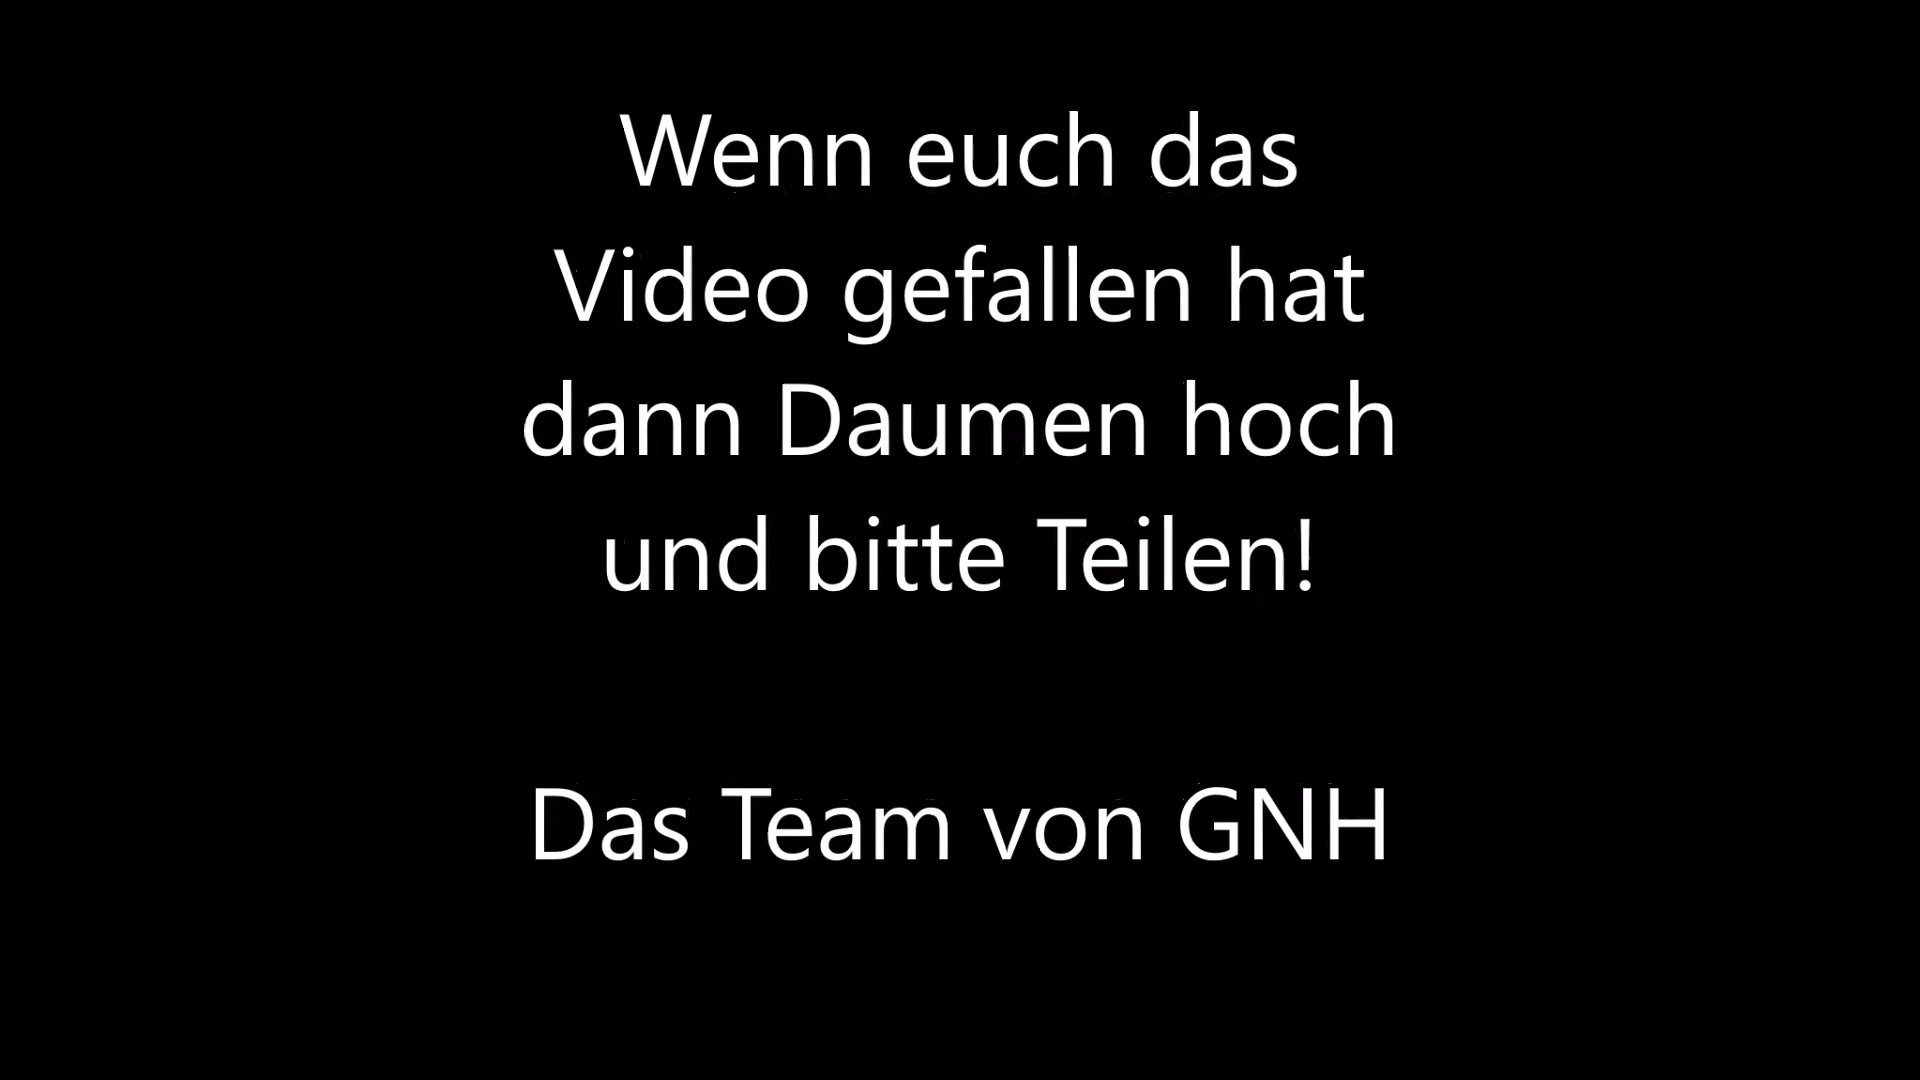 Wenn euch das
Video gefallen hat
dann Daumen hoch
und bitte Teilen!
Das Team von GNH